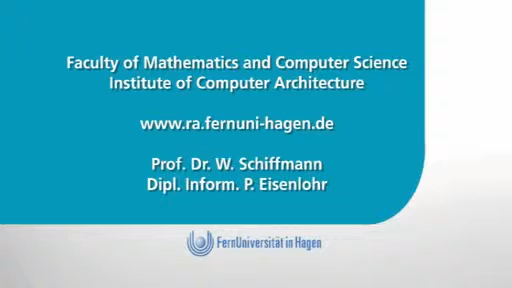 Faculty of Mathematics and Computer Science
Institute of Computer Architecture
www.ra.fernuni-hagen.de
Prof. Dr. W. Schiffmann
Dipl. Inform. P. Eisenlohr
FernUniversität in Hagen